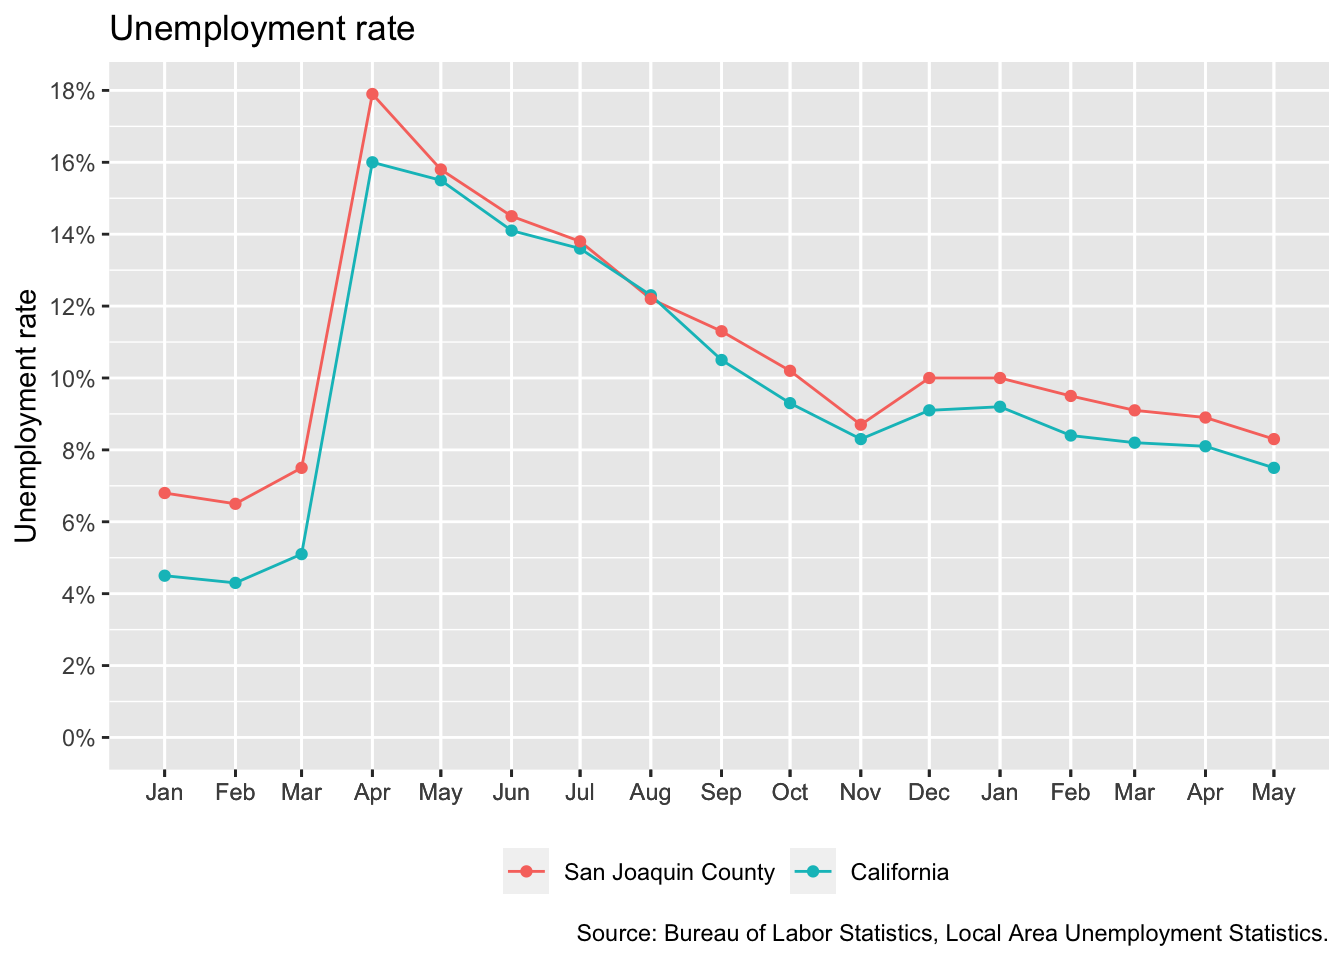 Unemployment rate
18%
16%
14%
12%
10%
8%
6%
4%
2%
0%
Unemployment rate
Jan Feb Mar Apr May Jun Jul Aug Sep Oct Nov Dec Jan Feb Mar Apr May
San Joaquin County California
Source: Bureau of Labor Statistics, Local Area Unemployment Statistics.